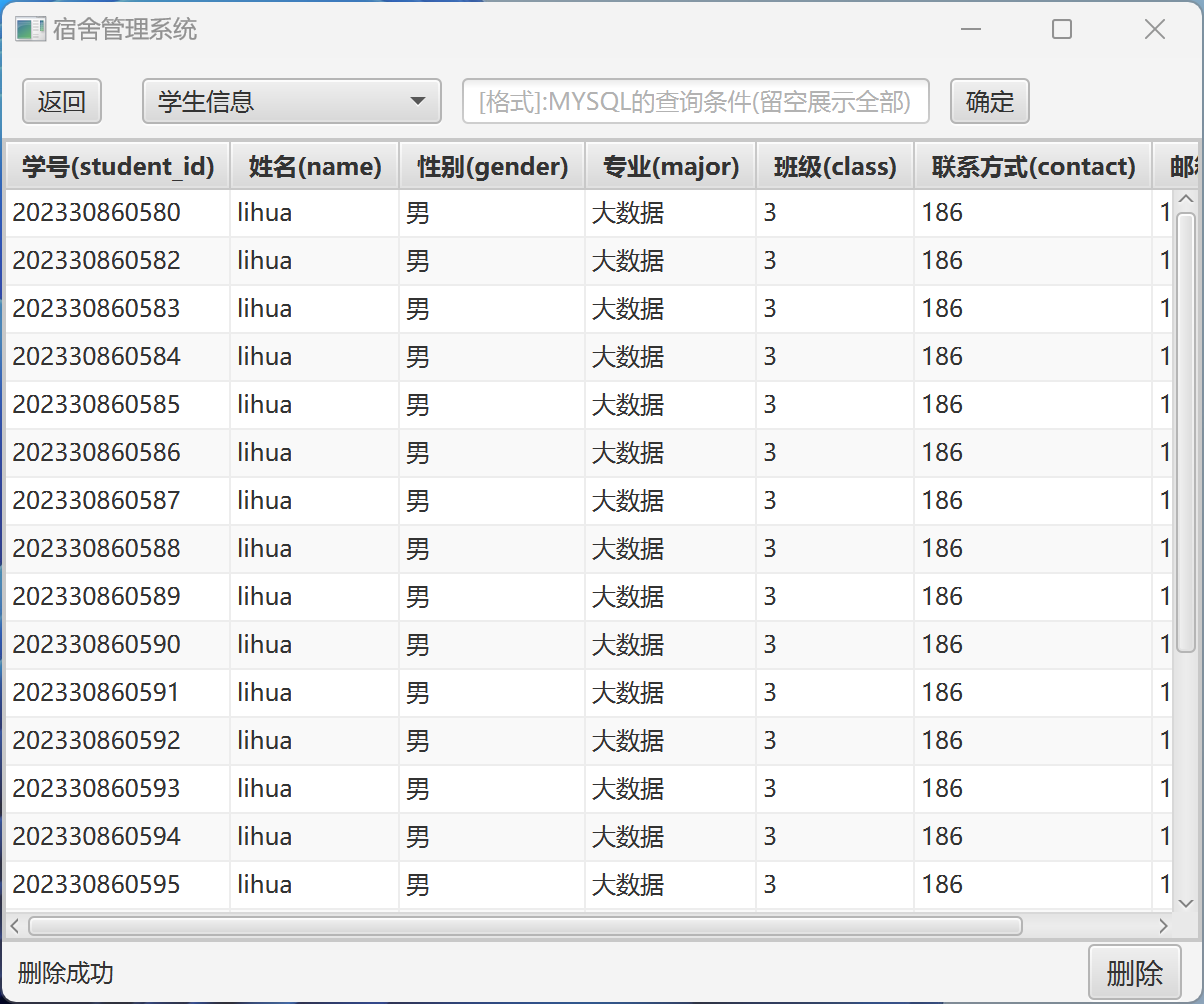 宿舍管理系统
返回 学生信息 [格式]:MYSQL的查询条件(留空展示全部) 确定
学号(student_id) 姓名(name) 性别(gender) 专业(major) 班级(class) 联系方式(contact)
202330860580 lihua 男 大数据 3 186 1
202330860582 lihua 男 大数据 3 186 1
202330860583 lihua 男 大数据 3 186 1
202330860584 lihua 男 大数据 3 186 1
202330860585 lihua 男 大数据 3 186 1
202330860586 lihua 男 大数据 3 186 1
202330860587 lihua 男 大数据 3 186 1
202330860588 lihua 男 大数据 3 186 1
202330860589 lihua 男 大数据 3 186 1
202330860590 lihua 男 大数据 3 186 1
202330860591 lihua 男 大数据 3 186 1
202330860592 lihua 男 大数据 3 186 1
202330860593 lihua 男 大数据 3 186 1
202330860594 lihua 男 大数据 3 186 1
202330860595 lihua 男 大数据 3 186 1
删除成功 删除